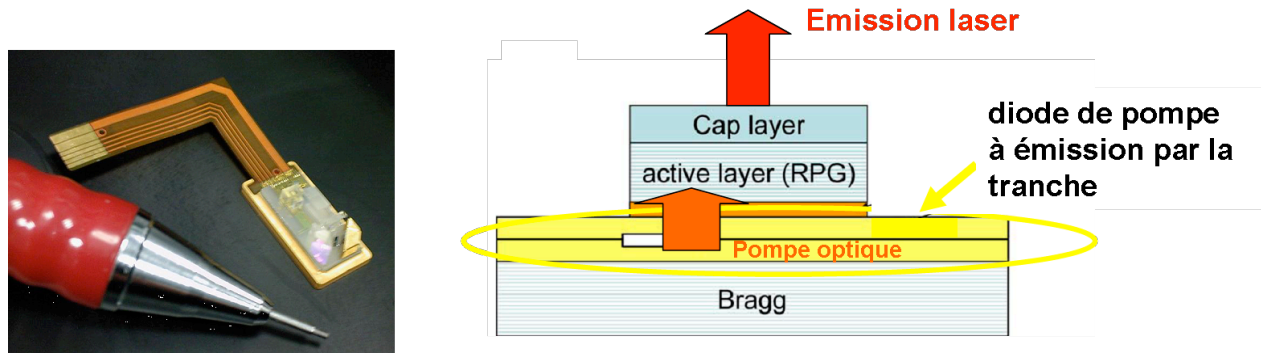 Emission laser
Cap layer
active layer (RPG)
diode de pompe
à émission par la
tranche
Pompe optique
Bragg